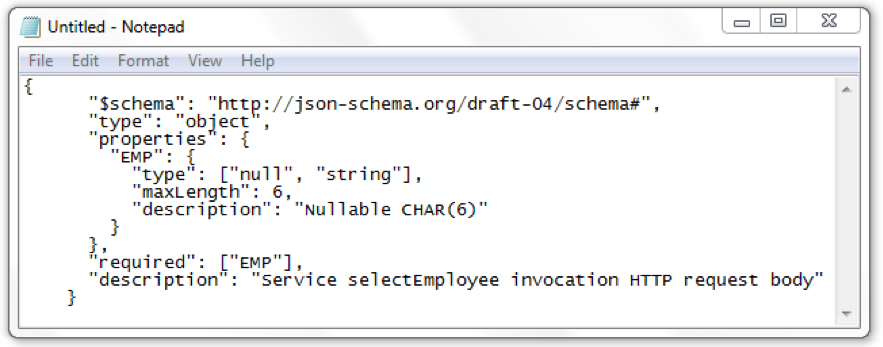 Untitled - Notepad
File Edit Format View Help
{
"$schema": "http://json-schema.org/draft-04/schema#",
"type": "object",
"properties": {
"EMP": {
"type": ["null", "string"],
"maxLength": 6,
"description": "Nullable CHAR(6)"
}
},
"required": ["EMP"],
"description": "Service selectEmployee invocation HTTP request body"
}